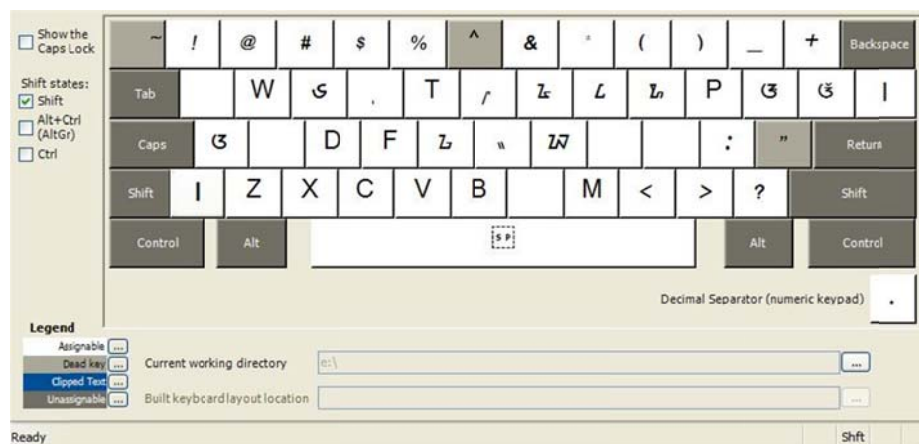 Show the
Caps Lock
Shift states:
Shift
Alt+Ctrl
(AltGr)
Ctrl
~ ! @ # $ % ^ & * ( ) _ + Backspace
Tab W T P |
Caps D F : " Return
Shift | Z X C V B M < > ? Shift
Control Alt SP Alt Control
Decimal Separator (numeric keypad) .
Legend
Assignable ...
Dead key ...
Clipped Text ...
Unassignable ...
Current working directory e:\ ...
Built keyboard layout location ...
Ready Shft